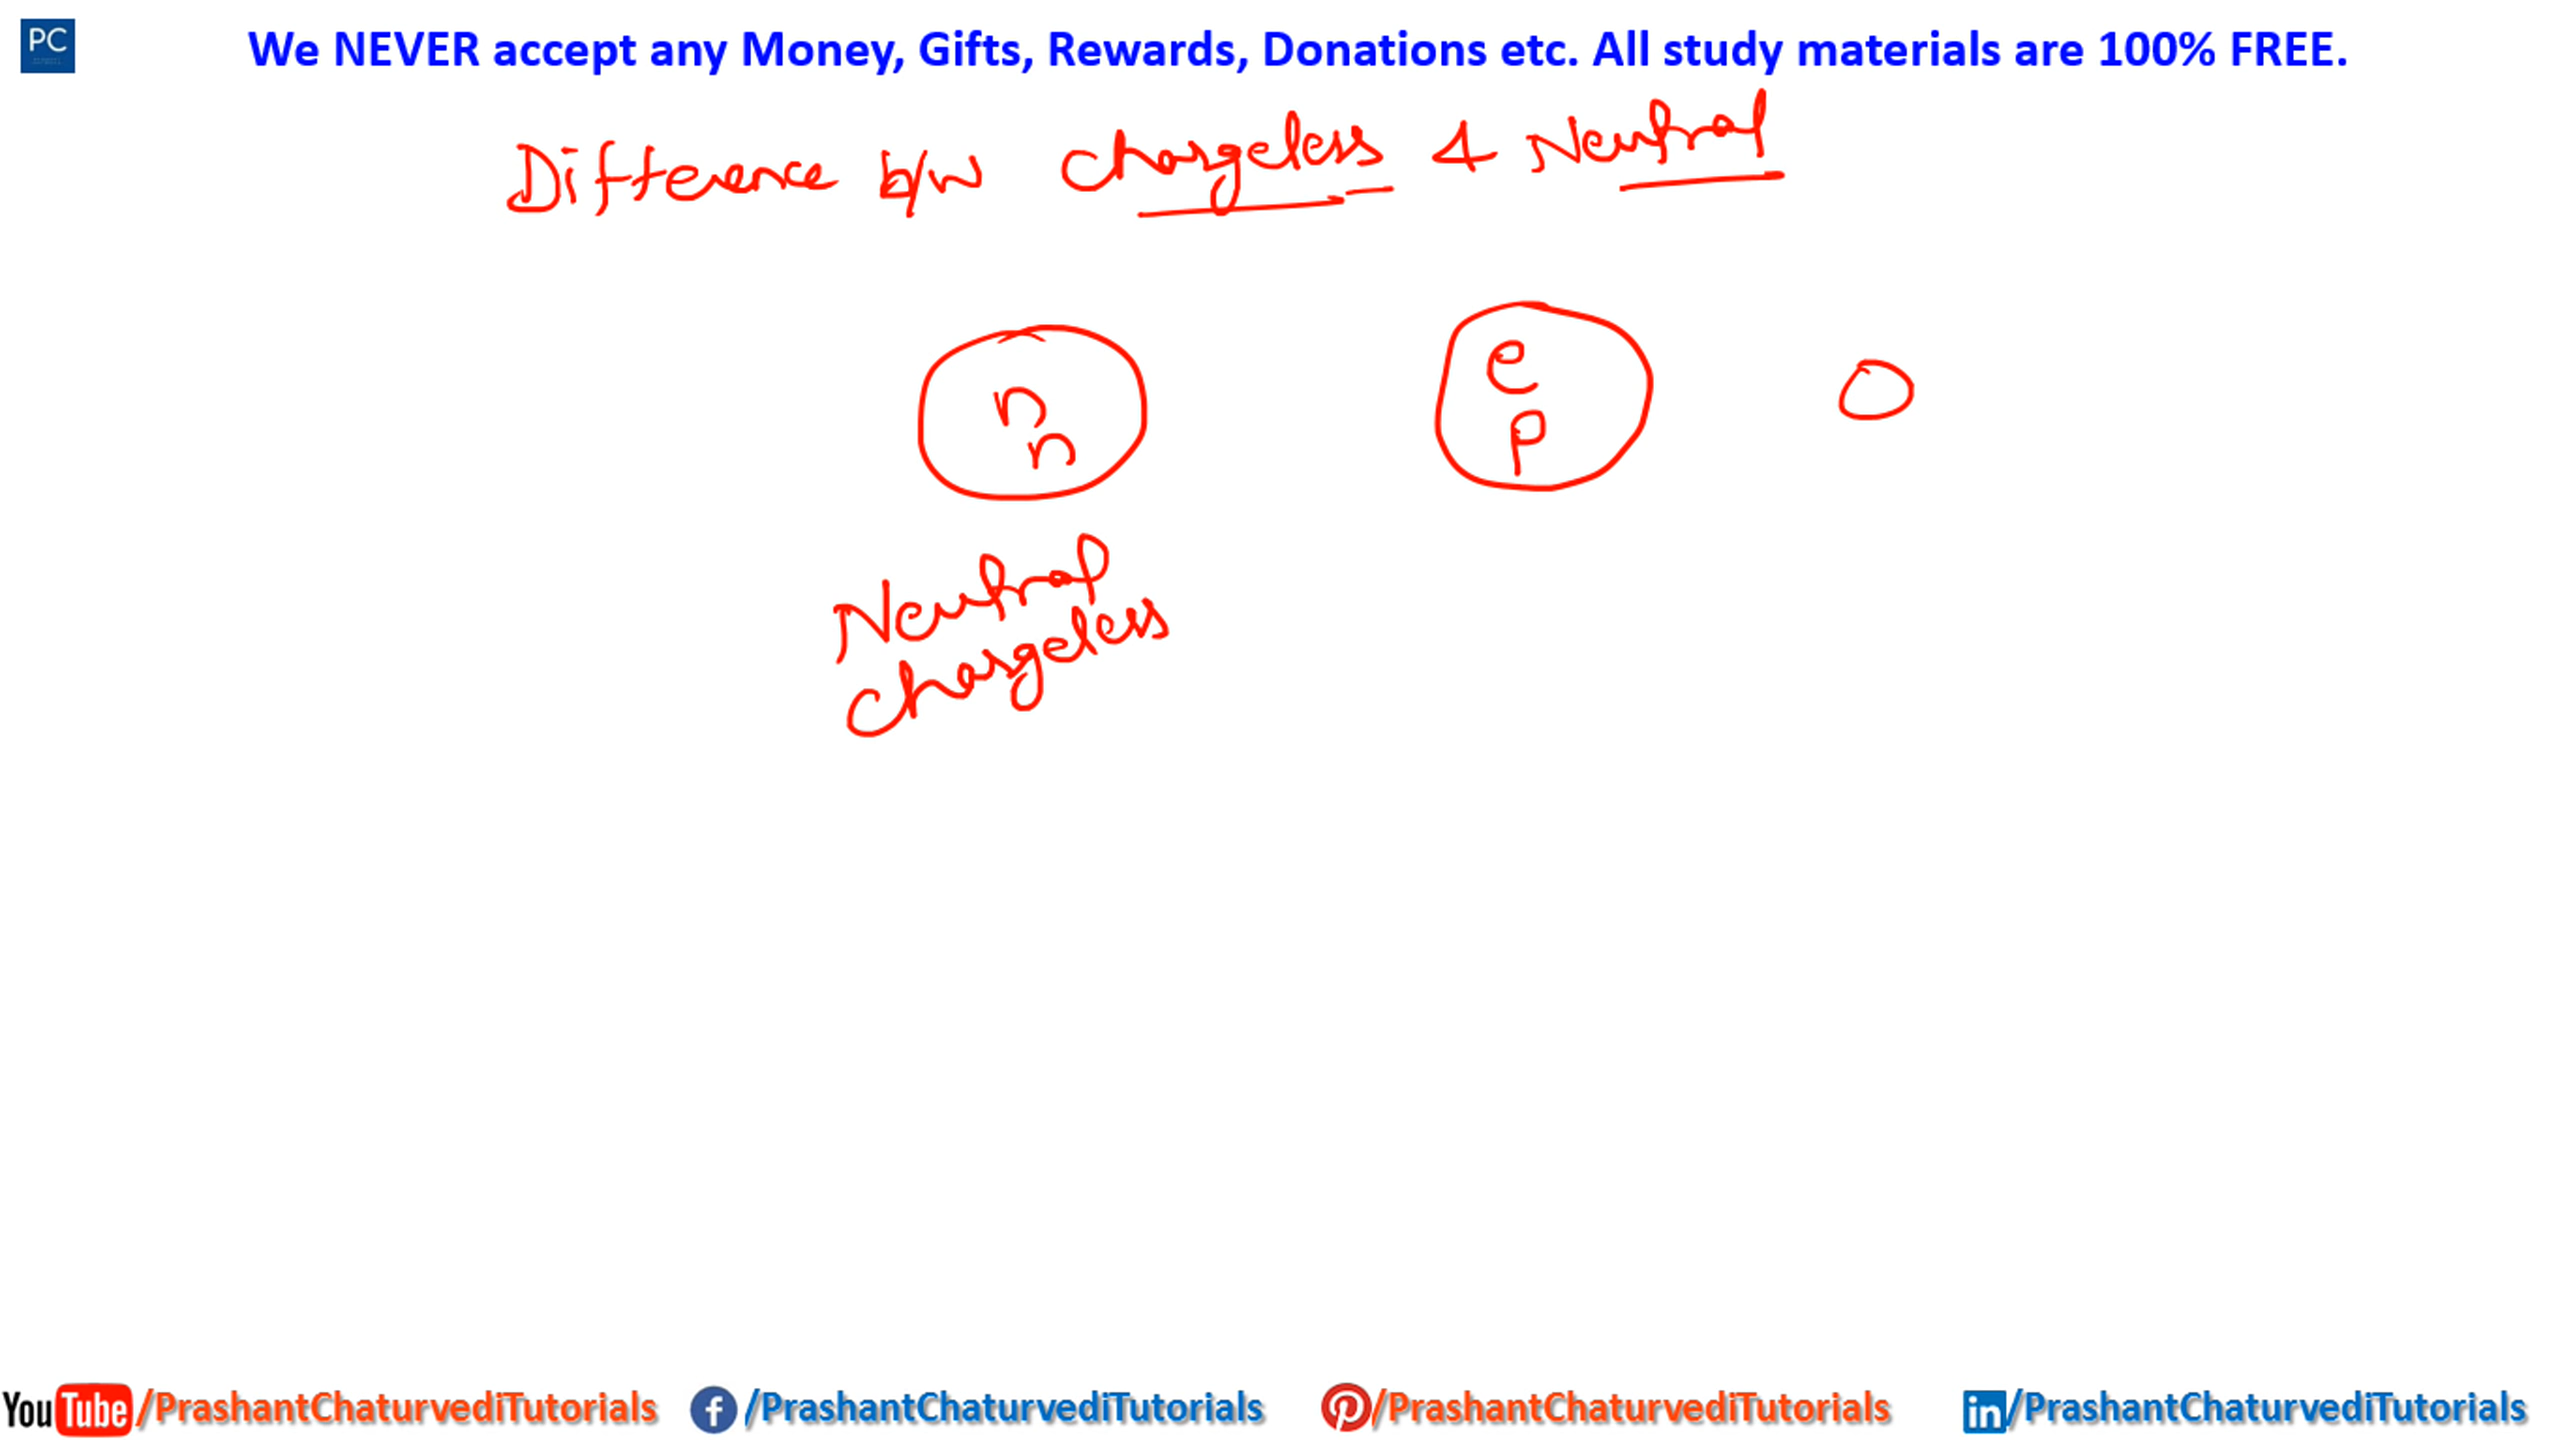 PC
We NEVER accept any Money, Gifts, Rewards, Donations etc. All study materials are 100% FREE.
Difference b/w Chargeless & Neutral
n
n
e
p
O
Neutral
Chargeless
YouTube/PrashantChaturvediTutorials f/PrashantChaturvediTutorials /PrashantChaturvediTutorials in/PrashantChaturvediTutorials